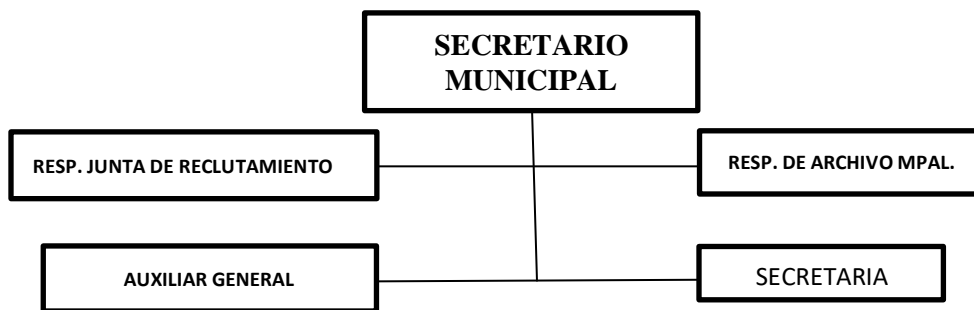 SECRETARIO
MUNICIPAL
RESP. JUNTA DE RECLUTAMIENTO
RESP. DE ARCHIVO MPAL.
AUXILIAR GENERAL
SECRETARIA